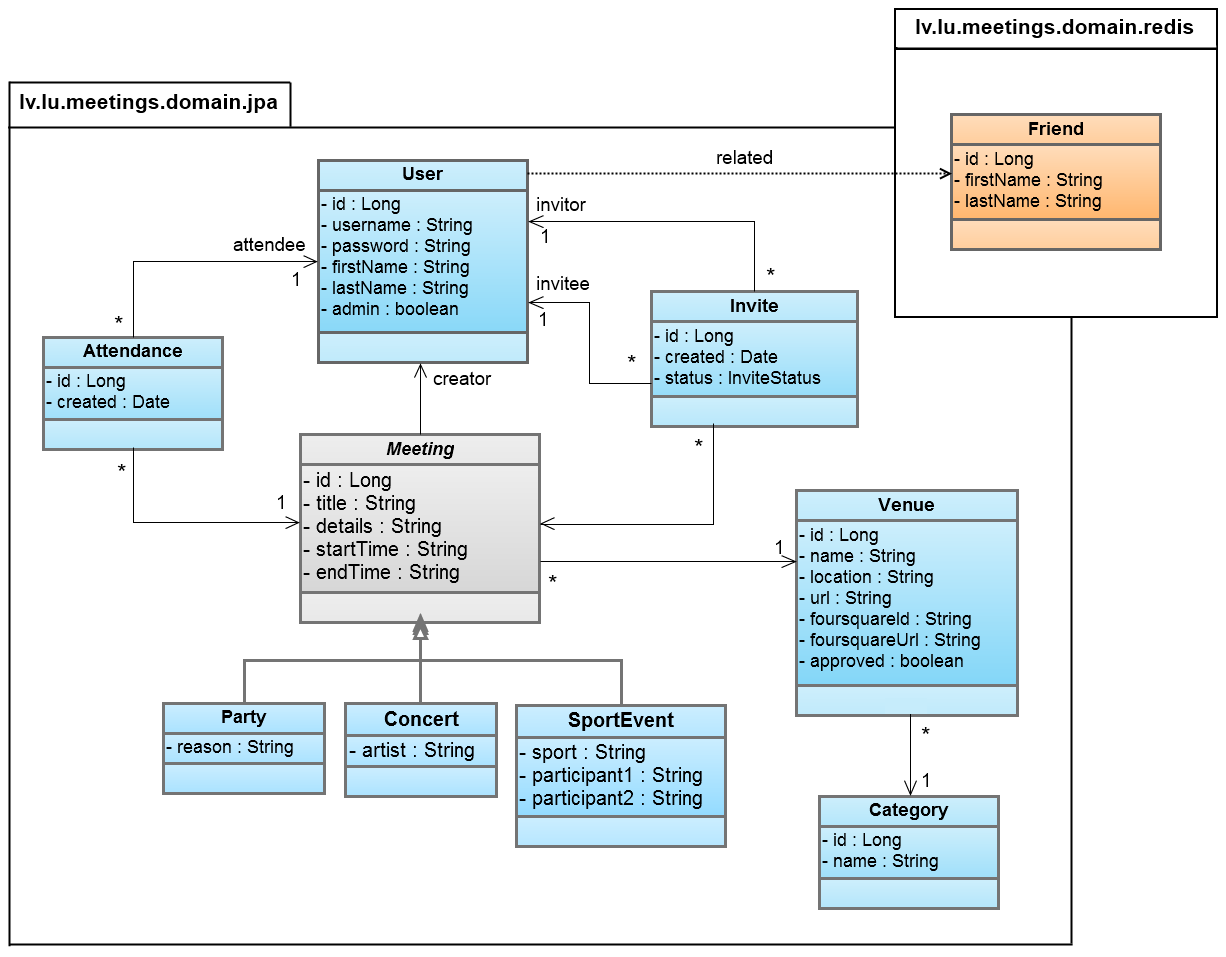 lv.lu.meetings.domain.redis
lv.lu.meetings.domain.jpa
Friend
- id : Long
- firstName : String
- lastName : String
related
User
- id : Long
- username : String
- password : String
- firstName : String
- lastName : String
- admin : boolean
invitor
1
*
invitee
1
*
attendee
1
*
Invite
- id : Long
- created : Date
- status : InviteStatus
*
Attendance
- id : Long
- created : Date
*
1
creator
Meeting
- id : Long
- title : String
- details : String
- startTime : String
- endTime : String
*
1
Venue
- id : Long
- name : String
- location : String
- url : String
- foursquareId : String
- foursquareUrl : String
- approved : boolean
*
1
Party
- reason : String
Concert
- artist : String
SportEvent
- sport : String
- participant1 : String
- participant2 : String
Category
- id : Long
- name : String